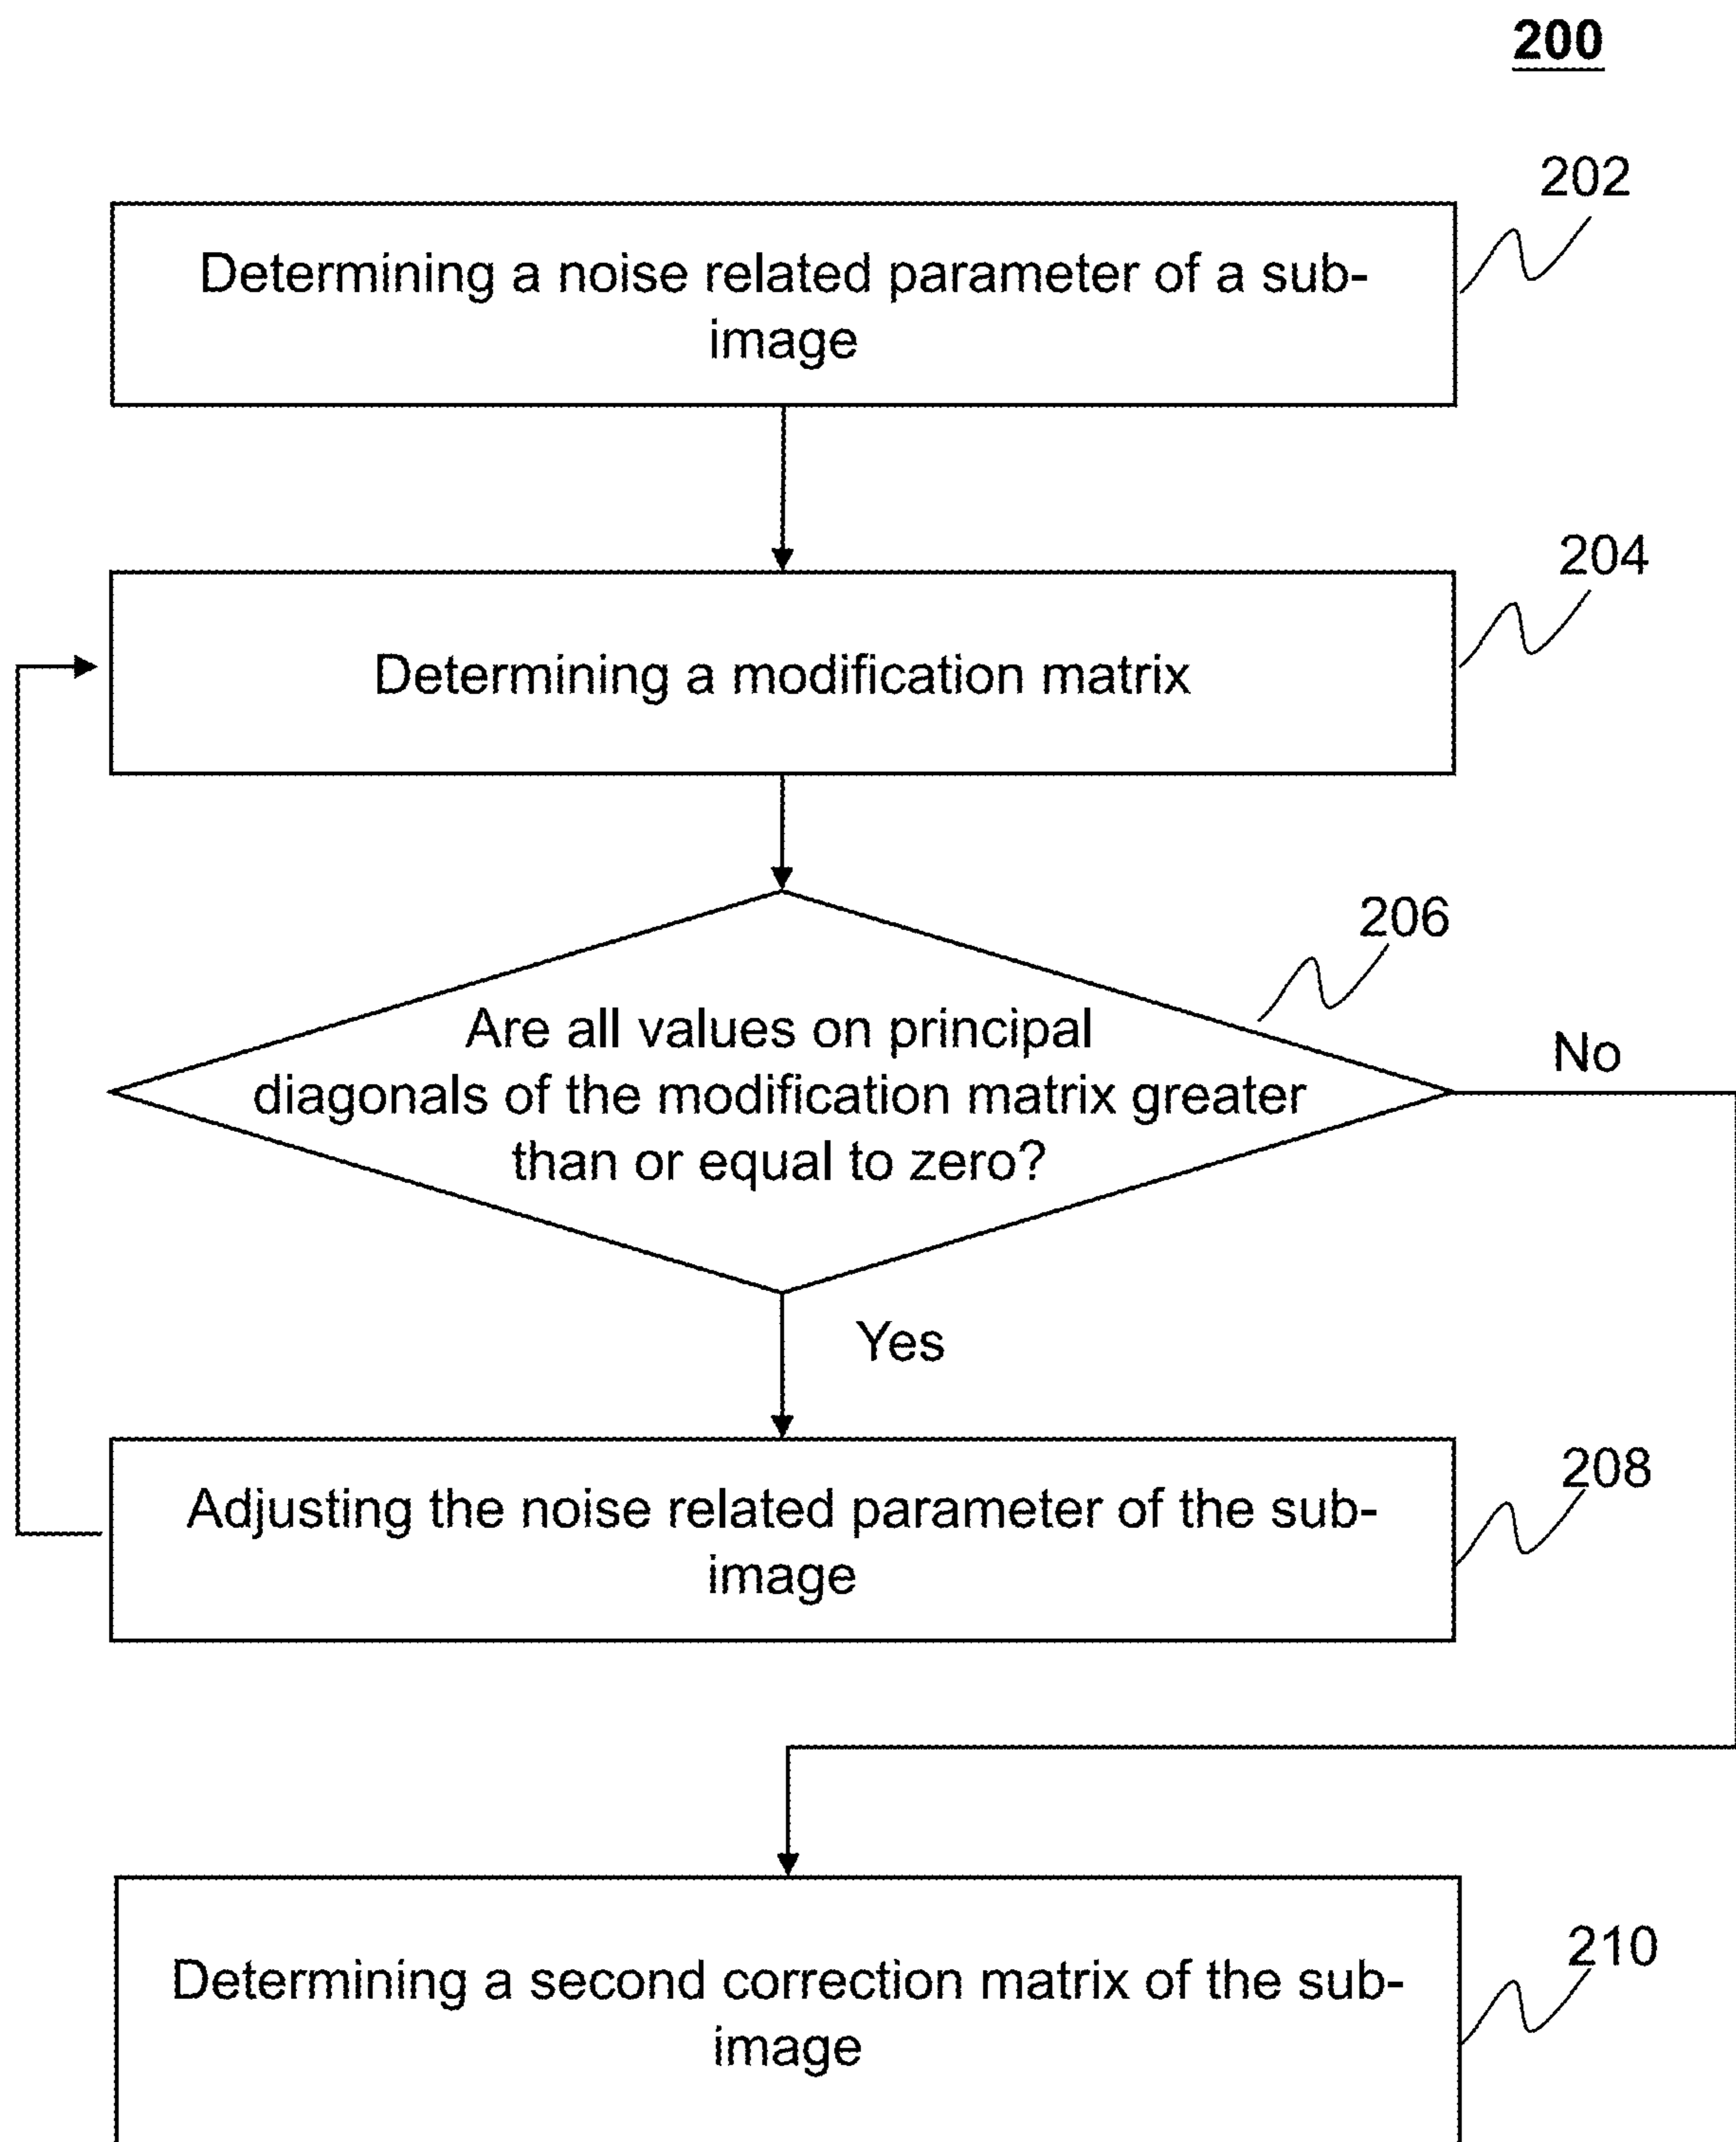 200
202
Determining a noise related parameter of a sub-
image
204
Determining a modification matrix
206
Are all values on principal
diagonals of the modification matrix greater
than or equal to zero?
No
Yes
208
Adjusting the noise related parameter of the sub-
image
210
Determining a second correction matrix of the sub-
image